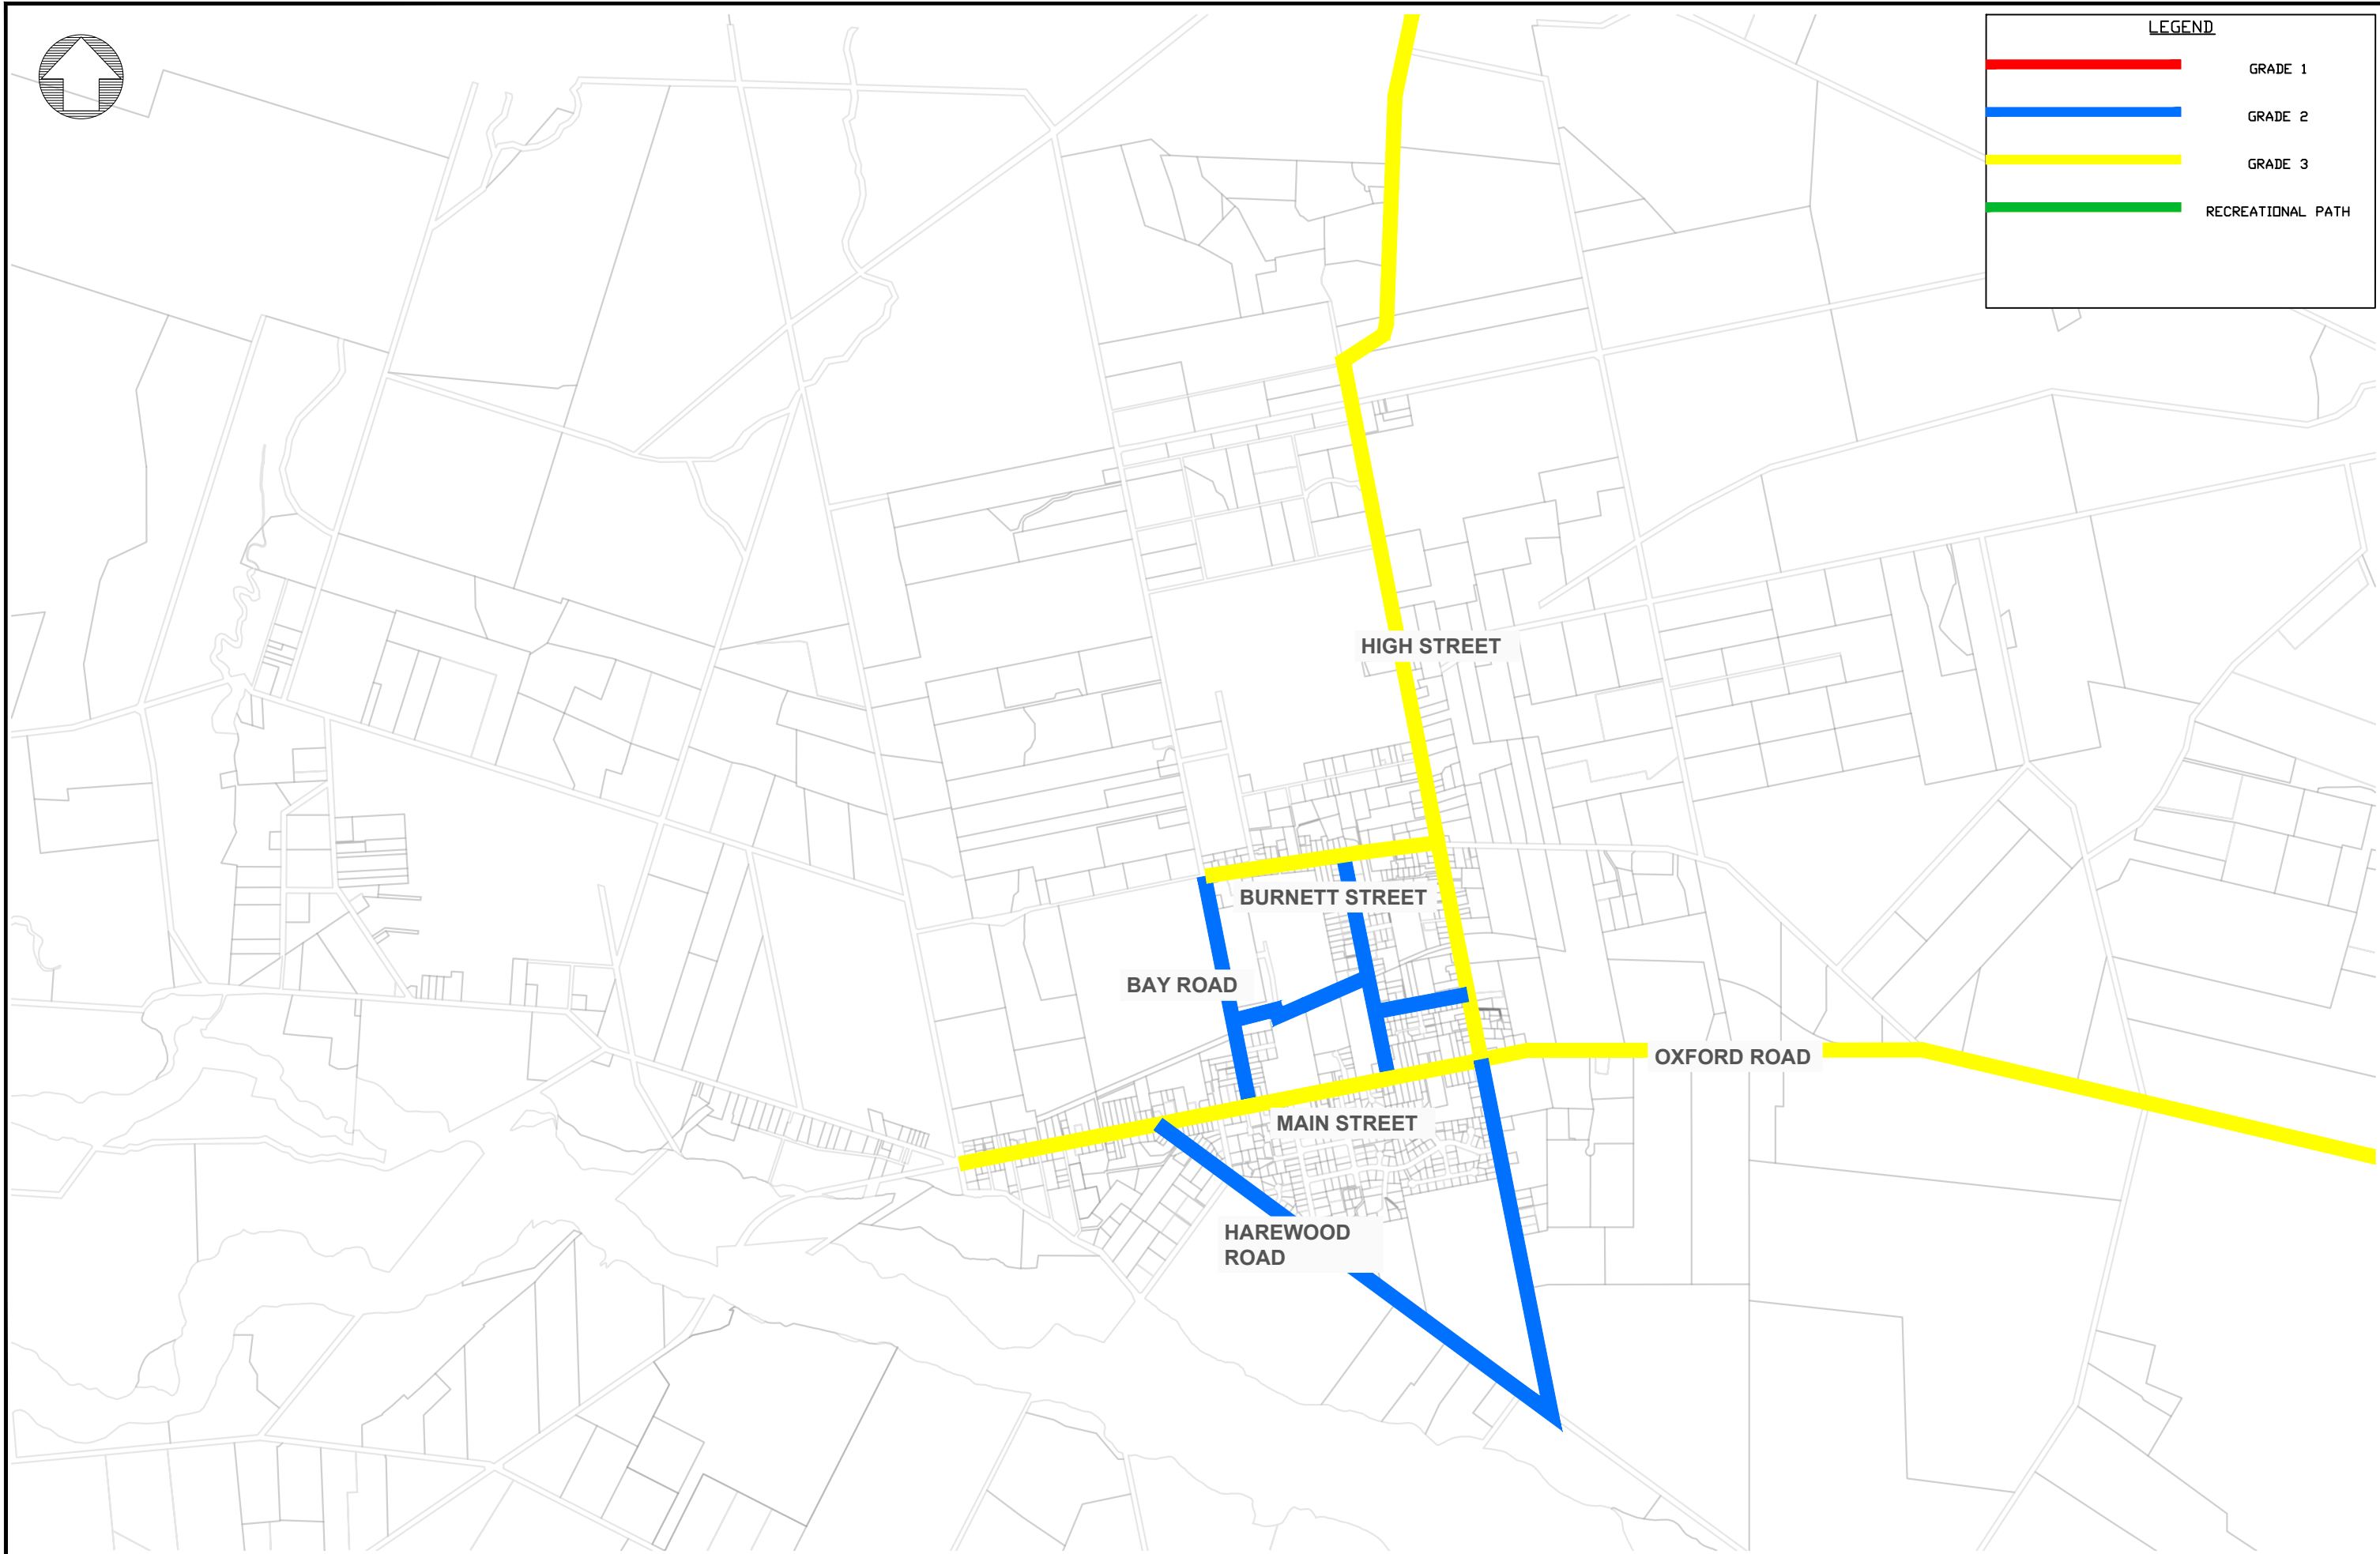 LEGEND
GRADE 1
GRADE 2
GRADE 3
RECREATIONAL PATH
HIGH STREET
BURNETT STREET
BAY ROAD
OXFORD ROAD
MAIN STREET
HAREWOOD
ROAD